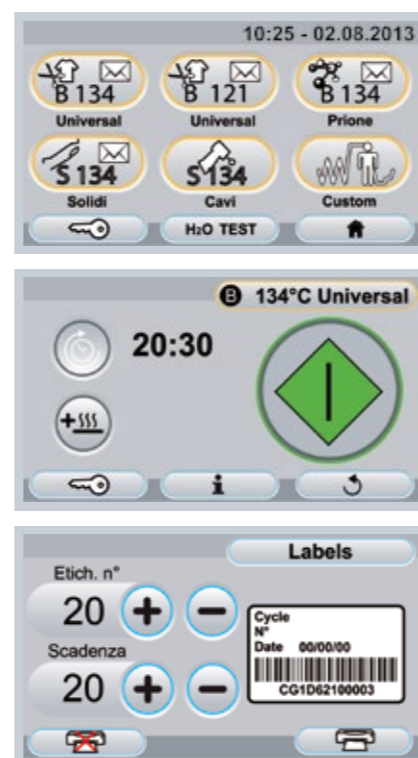 10:25 - 02.08.2013
B 134 B 121 B 134
Universal Universal Prione
S 134 S 134
Solidi Cavi Custom
H2O TEST
B 134°C Universal
20:30
+
i
Labels
Etich. n°
20 + −
Scadenza
20 + −
Cycle
N°
Date 00/00/00
CG1D62100003